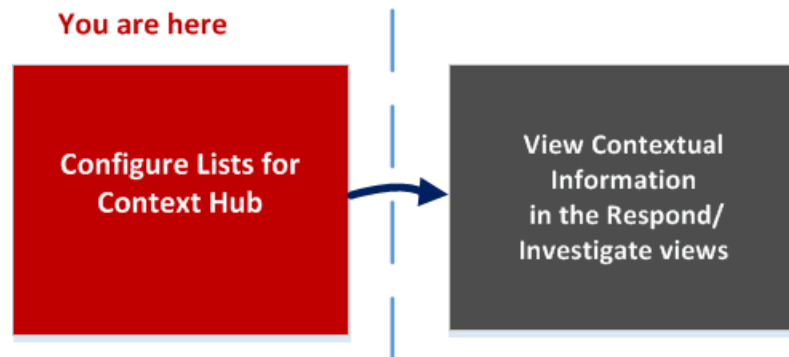 You are here
Configure Lists for
Context Hub
View Contextual
Information
in the Respond/
Investigate views